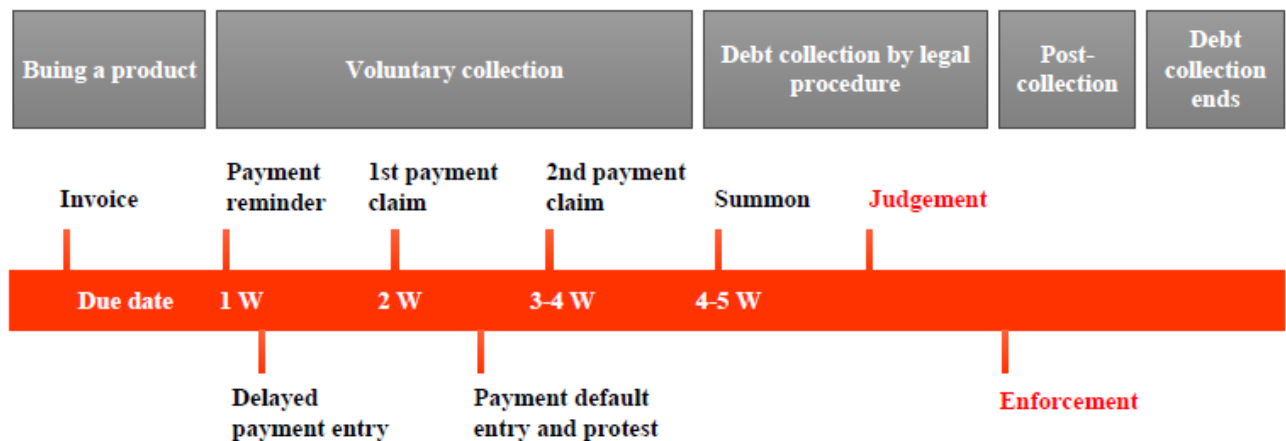 Buing a product
Voluntary collection
Debt collection by legal
procedure
Post-
collection
Debt
collection
ends
Invoice
Payment
reminder
1st payment
claim
2nd payment
claim
Summon
Judgement
Due date
1 W
2 W
3-4 W
4-5 W
Delayed
payment entry
Payment default
entry and protest
Enforcement